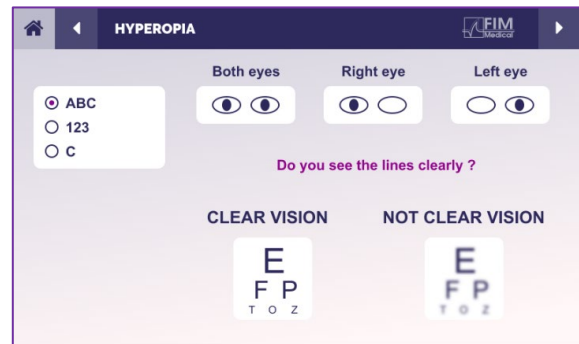 HYPEROPIA
FIM
Medical
Both eyes
Right eye
Left eye
ABC
123
C
Do you see the lines clearly ?
CLEAR VISION
NOT CLEAR VISION
E
F P
T O Z
E
F P
T O Z